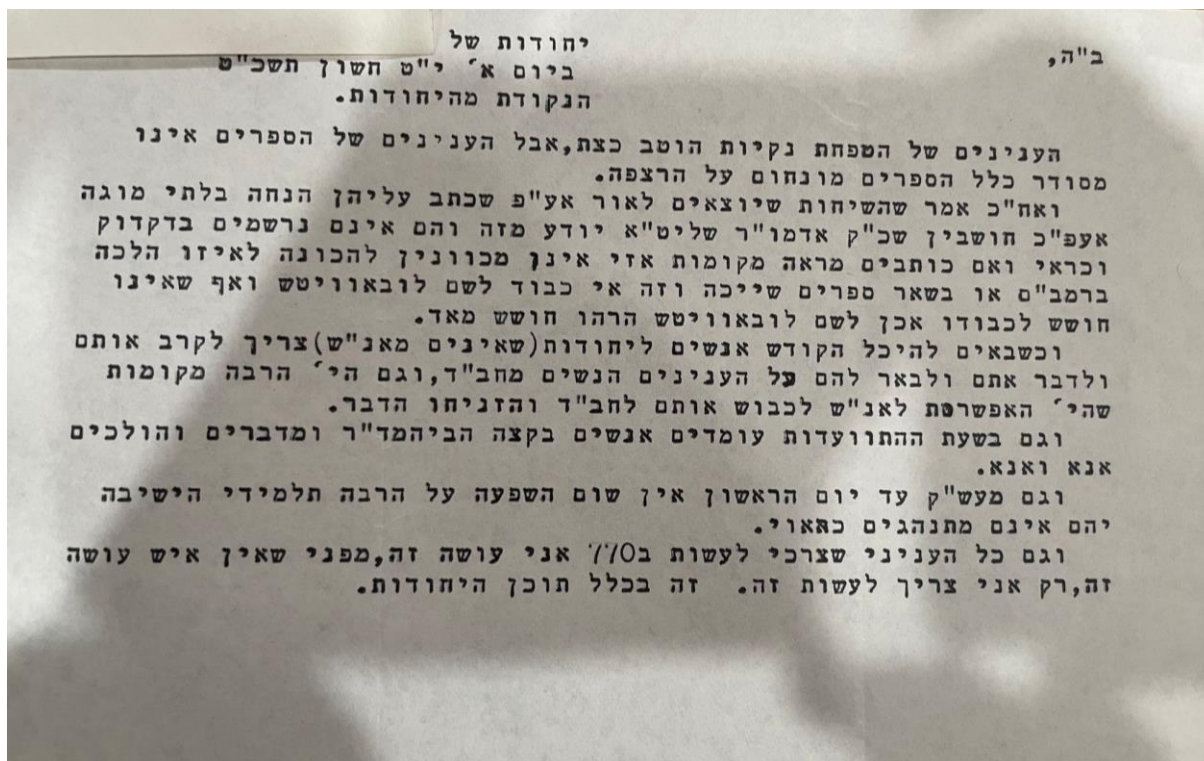 ב"ה,
יחודות של
ביום א' י"ט חשון תשכ"ט
הנקודת מהיחודות.
הענינים של הטפחת נקיות הוטב כצת,אבל הענינים של הספרים אינו
מסודר כלל הספרים מונחום על הרצפה.
ואח"כ אמר שהשיחות שיוצאים לאור אע"פ שכתב עליהן הנחה בלתי מוגה
אעפ"כ חושבין שכ"ק אדמו"ר שליט"א יודע מזה והם אינם נרשמים בדקדוק
וכראי ואם כותבים מראה מקומות אזי אינן מכוונין להכונה לאיזו הלכה
ברמב"ם או בשאר ספרים שייכה וזה אי כבוד לשם לובאוויטש ואף שאינו
חושש לכבודו אכן לשם לובאוויטש הרהו חושש מאד.
וכשבאים להיכל הקודש אנשים ליחודות(שאינים מאנ"ש)צריך לקרב אותם
ולדבר אתם ולבאר להם על הענינים הנשים מחב"ד,וגם הי' הרבה מקומות
שהי' האפשרות לאנ"ש לכבוש אותם לחב"ד והזניחו הדבר.
וגם בשעת ההתוועדות עומדים אנשים בקצה הביהמד"ר ומדברים והולכים
אנא ואנא.
וגם מעש"ק עד יום הראשון אין שום השפעה על הרבה תלמידי הישיבה
יהם אינם מתנהגים כראוי.
וגם כל העניני שצרכי לעשות ב770 אני עושה זה,מפני שאין איש עושה
זה,רק אני צריך לעשות זה. זה בכלל תוכן היחודות.